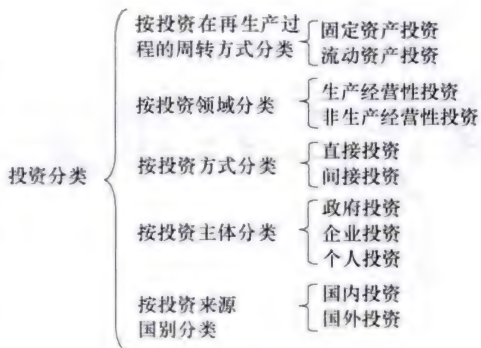 投资分类
按投资在再生产过
程的周转方式分类
固定资产投资
流动资产投资
按投资领域分类
生产经营性投资
非生产经营性投资
按投资方式分类
直接投资
间接投资
按投资主体分类
政府投资
企业投资
个人投资
按投资来源
国别分类
国内投资
国外投资